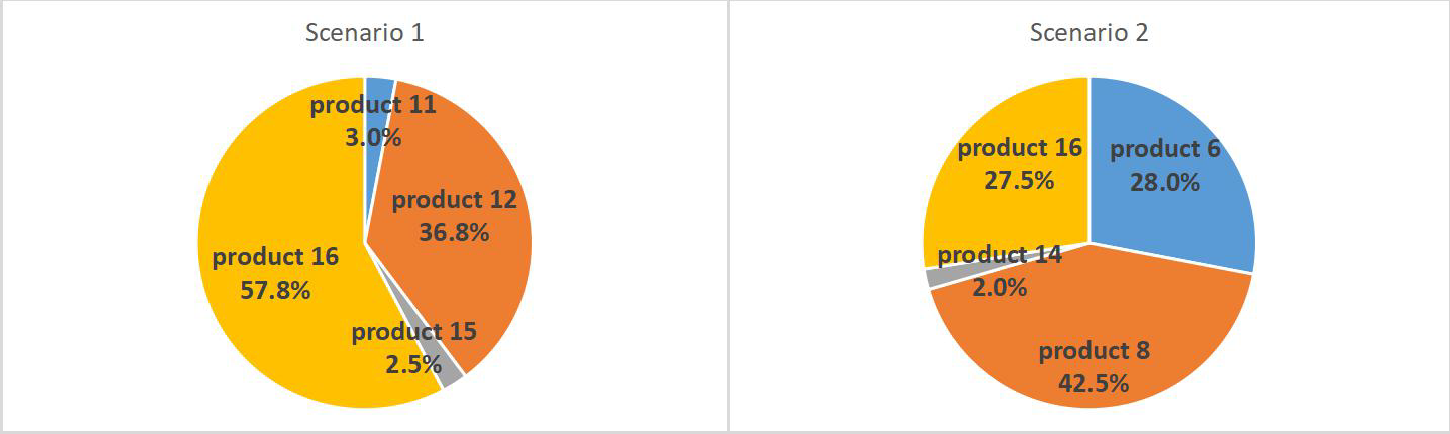 Scenario 1
product 11
3.0%
product 12
36.8%
product 16
57.8%
product 15
2.5%
Scenario 2
product 16
27.5%
product 6
28.0%
product 14
2.0%
product 8
42.5%